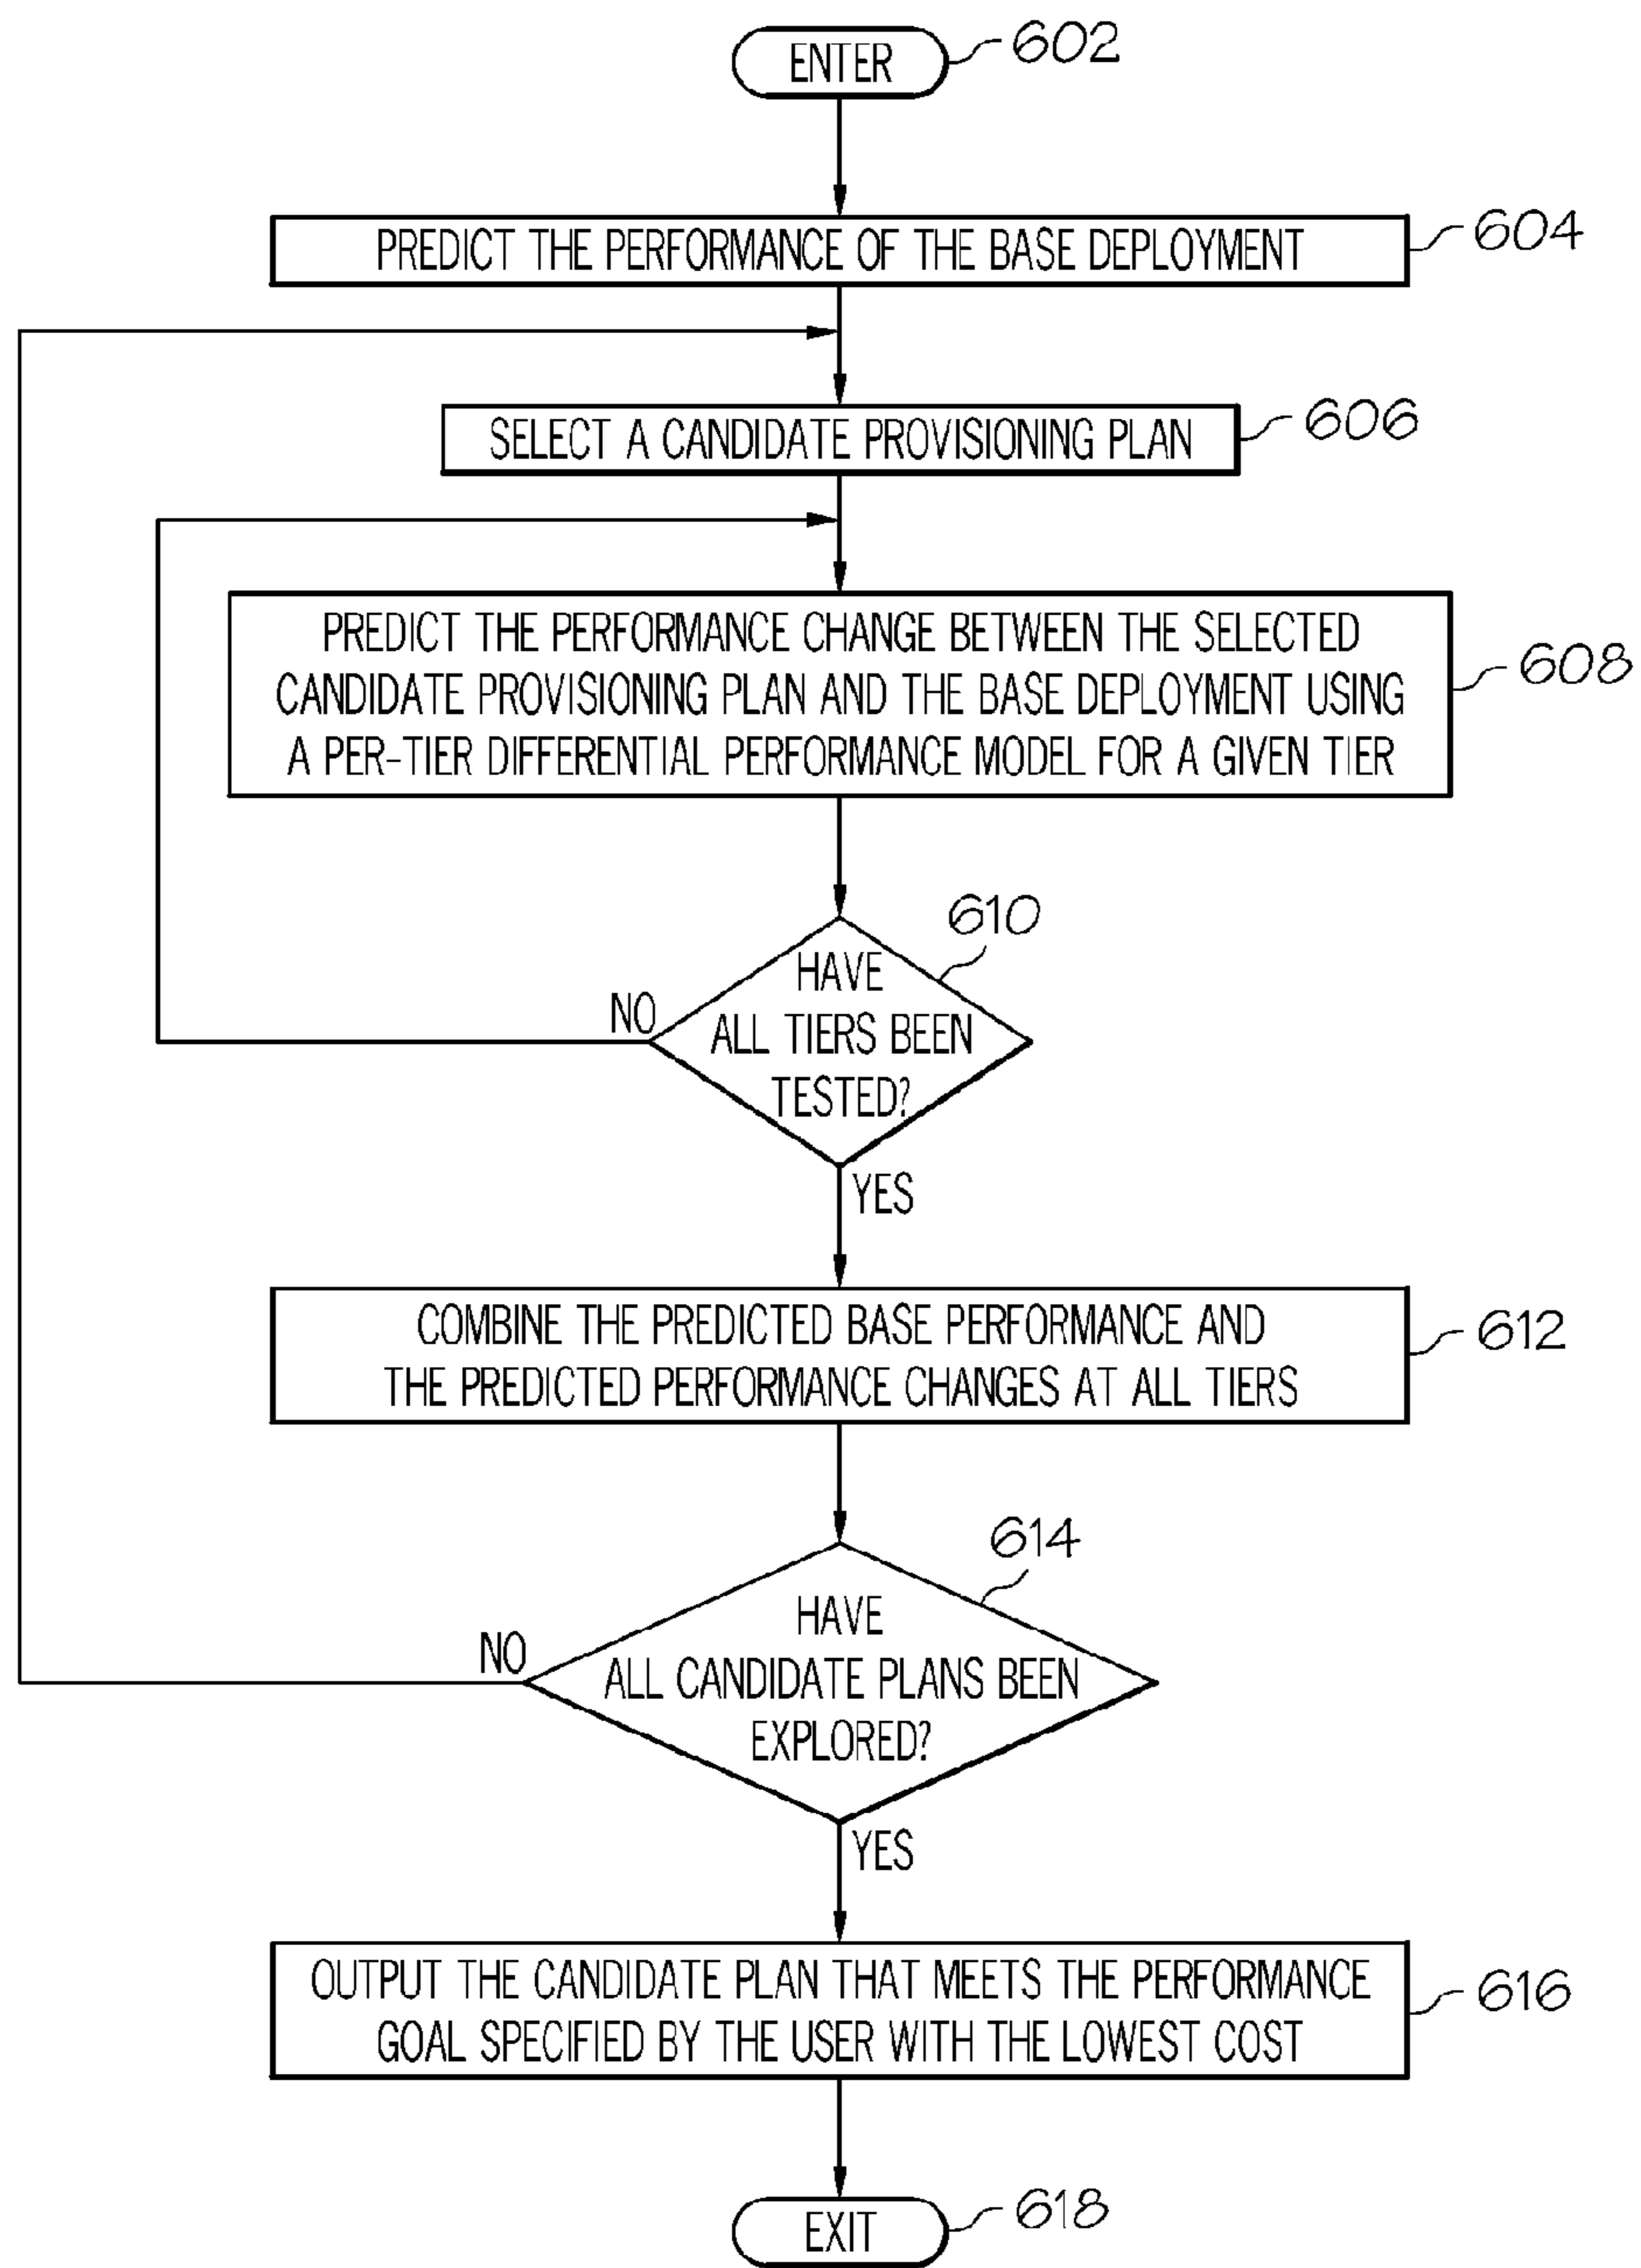 ENTER
602
PREDICT THE PERFORMANCE OF THE BASE DEPLOYMENT
604
SELECT A CANDIDATE PROVISIONING PLAN
606
PREDICT THE PERFORMANCE CHANGE BETWEEN THE SELECTED
CANDIDATE PROVISIONING PLAN AND THE BASE DEPLOYMENT USING
A PER-TIER DIFFERENTIAL PERFORMANCE MODEL FOR A GIVEN TIER
608
610
HAVE
ALL TIERS BEEN
TESTED?
NO
YES
COMBINE THE PREDICTED BASE PERFORMANCE AND
THE PREDICTED PERFORMANCE CHANGES AT ALL TIERS
612
614
HAVE
ALL CANDIDATE PLANS BEEN
EXPLORED?
NO
YES
OUTPUT THE CANDIDATE PLAN THAT MEETS THE PERFORMANCE
GOAL SPECIFIED BY THE USER WITH THE LOWEST COST
616
EXIT
618